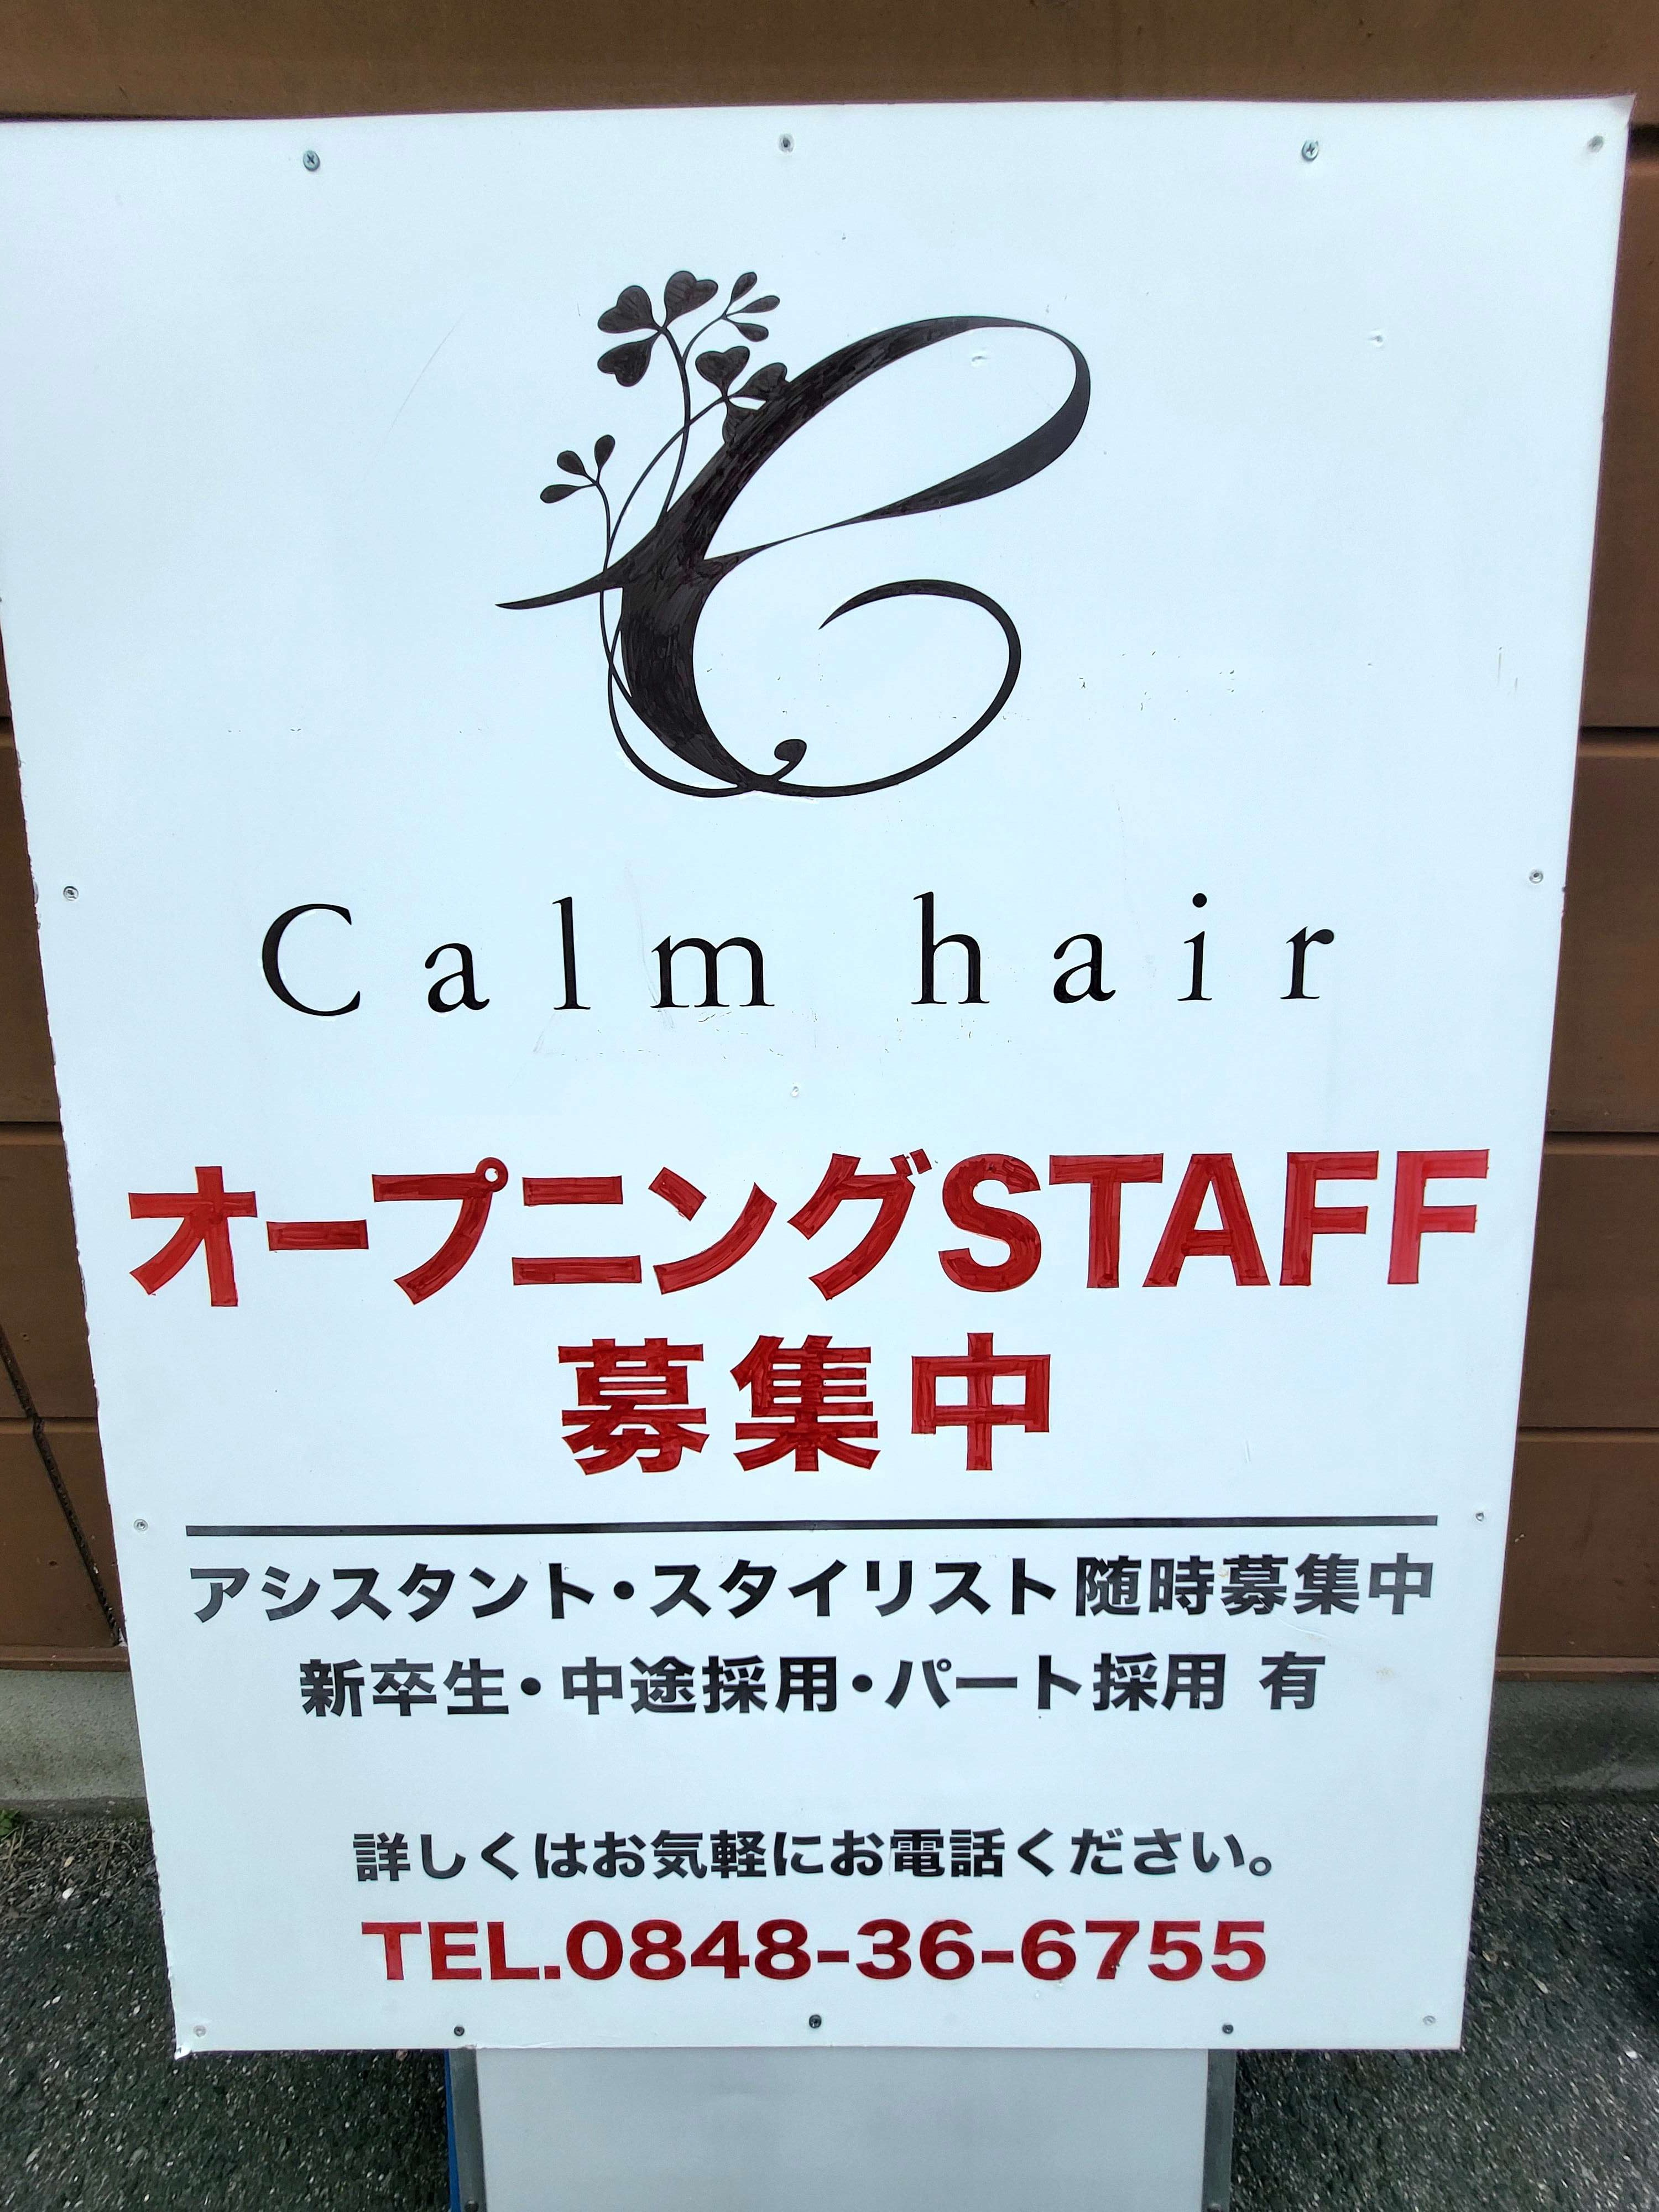 Calm hair
オープニングSTAFF
募集中
アシスタント・スタイリスト随時募集中
新卒生・中途採用・パート採用 有
詳しくはお気軽にお電話ください。
TEL.0848-36-6755